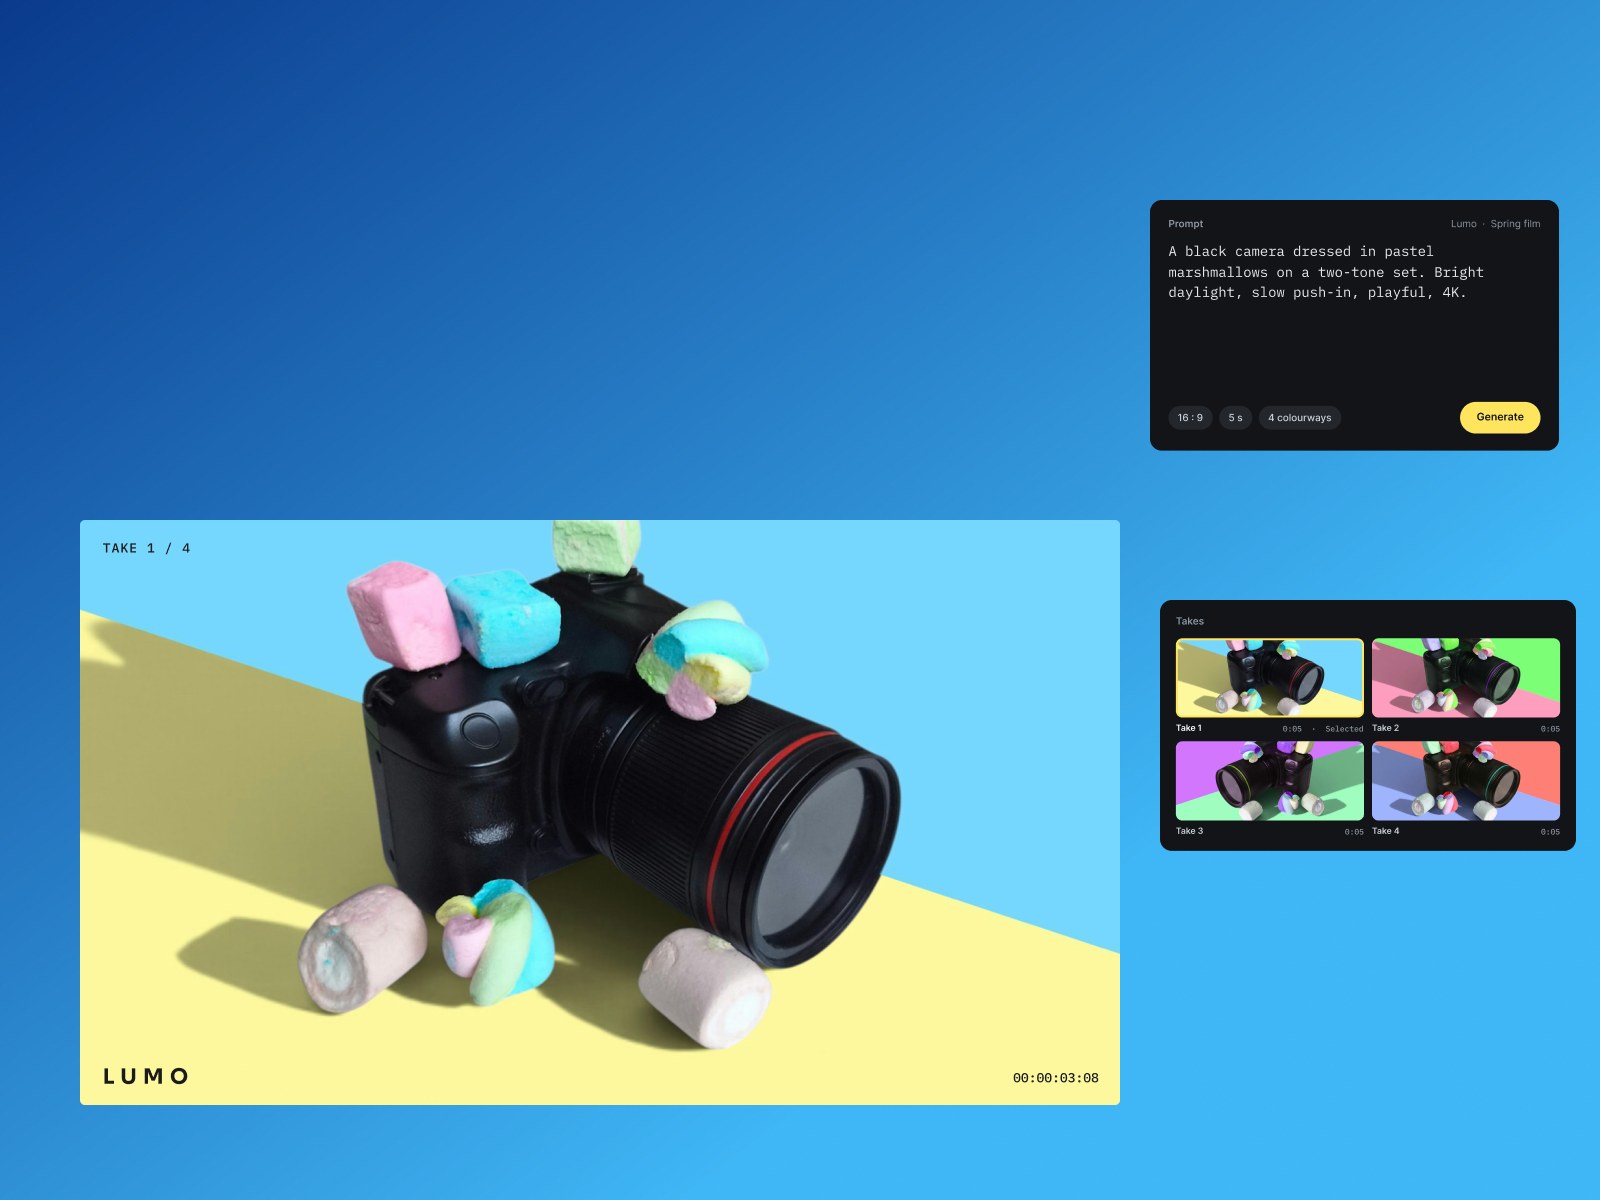 Prompt
Lumo · Spring film
A black camera dressed in pastel
marshmallows on a two-tone set. Bright
daylight, slow push-in, playful, 4K.
16 : 9
5 s
4 colourways
Generate
TAKE 1 / 4
LUMO
00:00:03:08
Takes
Take 1
0:05 · Selected
Take 2
0:05
Take 3
0:05
Take 4
0:05